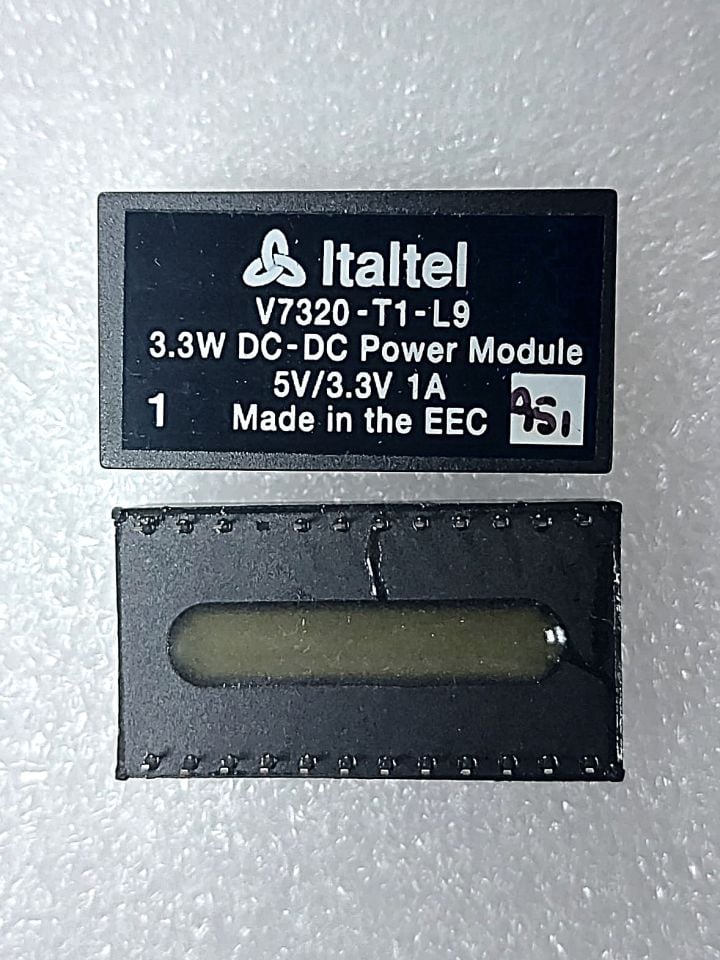 Italtel
V7320-T1-L9
3.3W DC-DC Power Module
5V/3.3V 1A
1 Made in the EEC